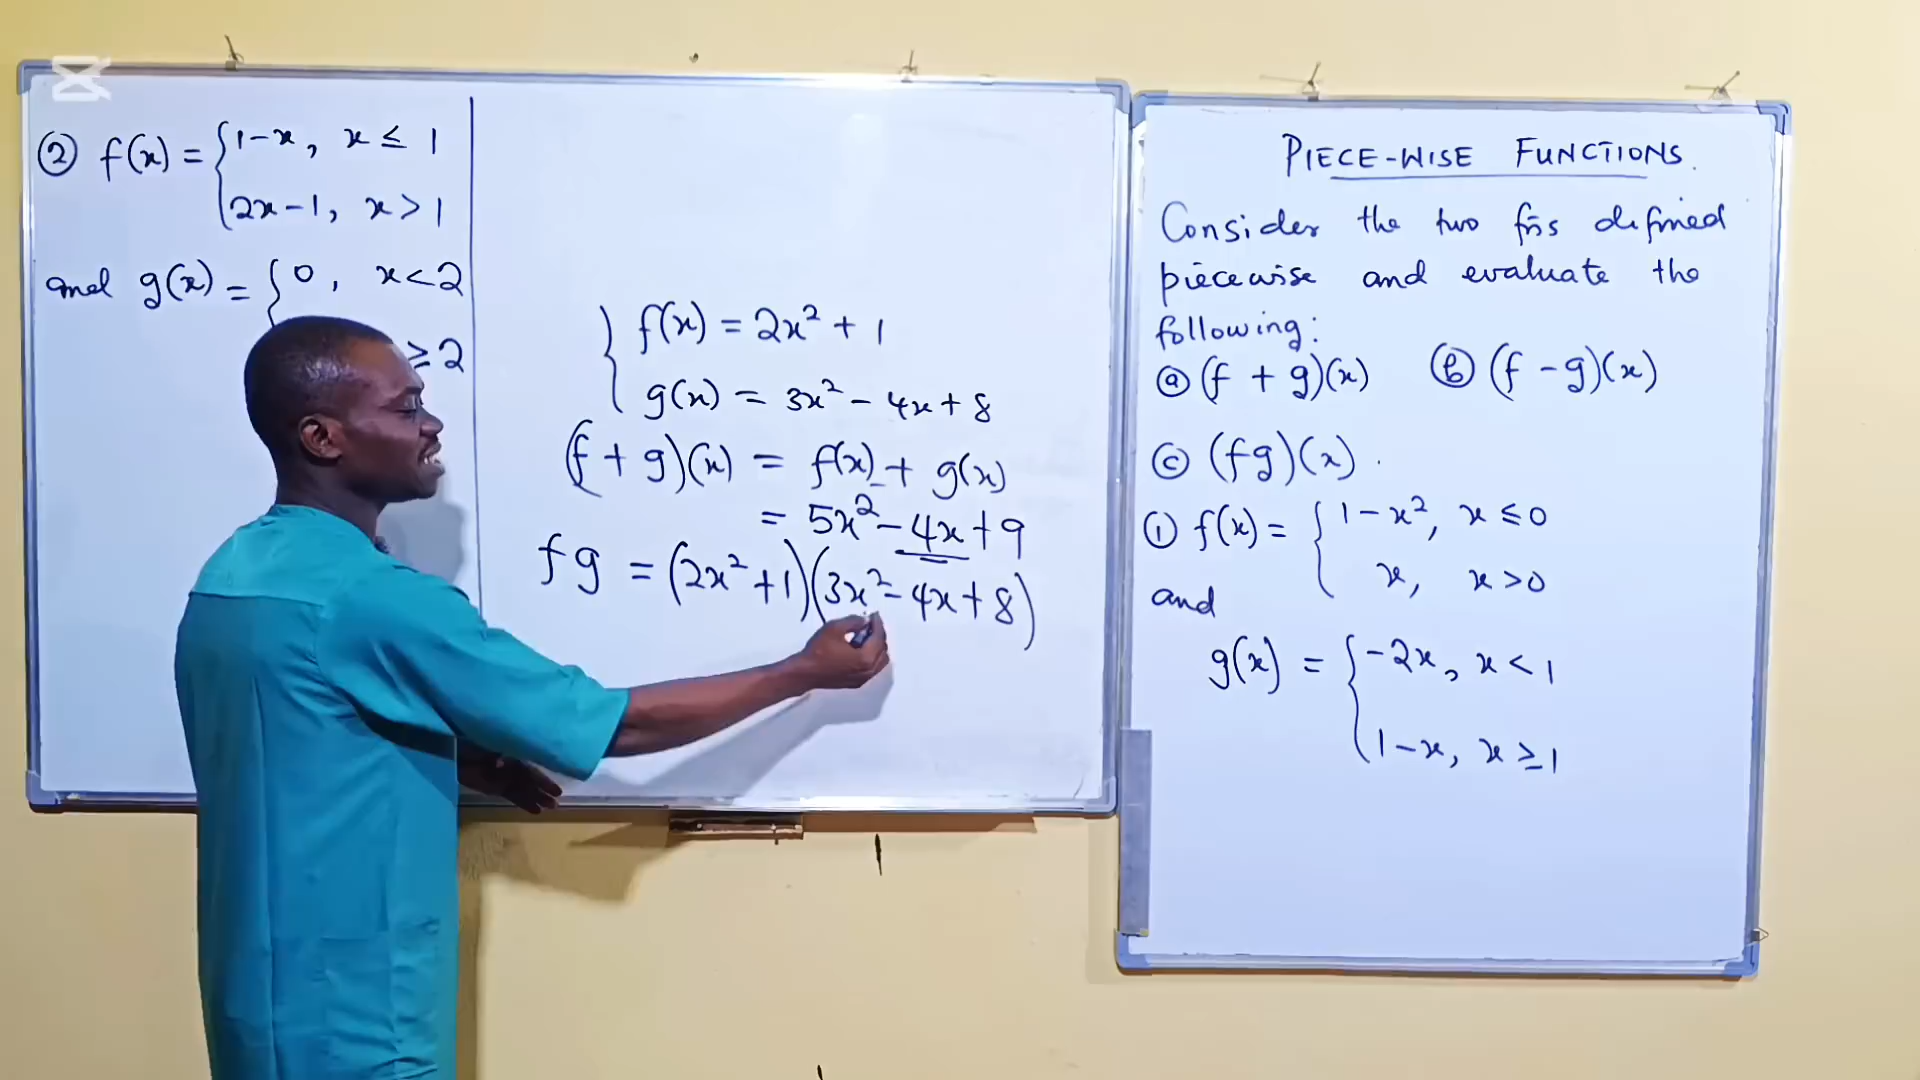 ② f(x) = { 1-x, x ≤ 1
2x-1, x > 1
and g(x) = { 0, x < 2
≥ 2
{ f(x) = 2x² + 1
g(x) = 3x² - 4x + 8
(f + g)(x) = f(x) + g(x)
= 5x² - 4x + 9
fg = (2x² + 1)(3x² - 4x + 8)
PIECE-WISE FUNCTIONS.
Consider the two fns defined
piecewise and evaluate the
following:
ⓐ (f + g)(x) ⓑ (f - g)(x)
ⓒ (fg)(x).
① f(x) = { 1 - x², x ≤ 0
x, x > 0
and
g(x) = { -2x, x < 1
1 - x, x ≥ 1